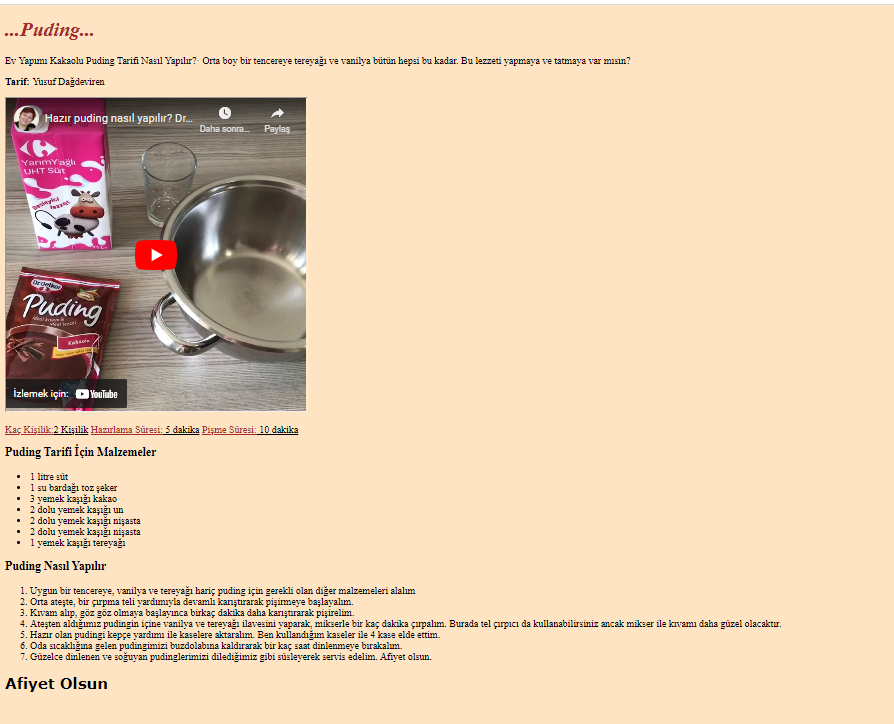 ...Puding...
Ev Yapımı Kakaolu Puding Tarifi Nasıl Yapılır?· Orta boy bir tencereye tereyağı ve vanilya bütün hepsi bu kadar. Bu lezzeti yapmaya ve tatmaya var mısın?
Tarif: Yusuf Dağdeviren
Hazır puding nasıl yapılır? Dr...
Daha sonra...
Paylaş
Yarım Yağlı
UHT Süt
Dr.Oetker
Puding
Kakaolu
İzlemek için: YouTube
Kaç Kişilik:2 Kişilik Hazırlama Süresi: 5 dakika Pişme Süresi: 10 dakika
Puding Tarifi İçin Malzemeler
• 1 litre süt
• 1 su bardağı toz şeker
• 3 yemek kaşığı kakao
• 2 dolu yemek kaşığı un
• 2 dolu yemek kaşığı nişasta
• 2 dolu yemek kaşığı nişasta
• 1 yemek kaşığı tereyağı
Puding Nasıl Yapılır
1. Uygun bir tencereye, vanilya ve tereyağı hariç puding için gerekli olan diğer malzemeleri alalım
2. Orta ateşte, bir çırpma teli yardımıyla devamlı karıştırarak pişirmeye başlayalım.
3. Kıvam alıp, göz göz olmaya başlayınca birkaç dakika daha karıştırarak pişirelim.
4. Ateşten aldığımız pudingin içine vanilya ve tereyağı ilavesini yaparak, mikserle bir kaç dakika çırpalım. Burada tel çırpıcı da kullanabilirsiniz ancak mikser ile kıvamı daha güzel olacaktır.
5. Hazır olan pudingi kepçe yardımı ile kaselere aktaralım. Ben kullandığım kaseler ile 4 kase elde ettim.
6. Oda sıcaklığına gelen pudingimizi buzdolabına kaldırarak bir kaç saat dinlenmeye bırakalım.
7. Güzelce dinlenen ve soğuyan pudinglerimizi dilediğimiz gibi süsleyerek servis edelim. Afiyet olsun.
Afiyet Olsun